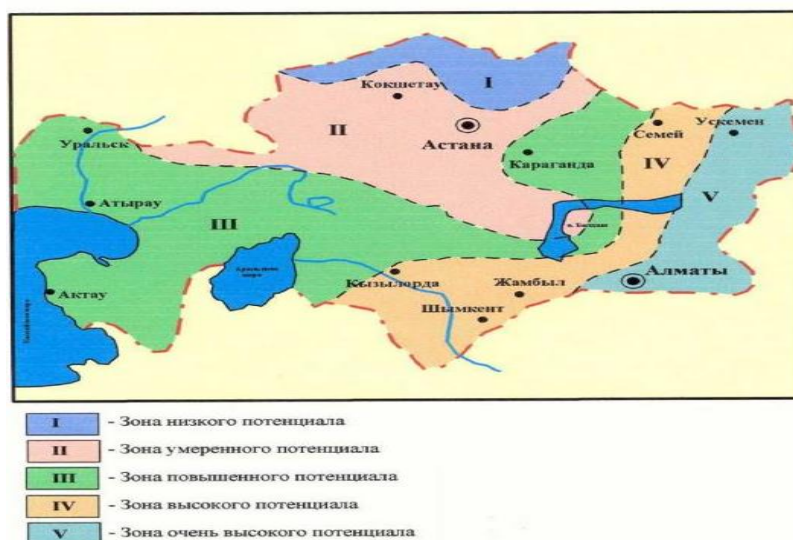 I
Кокшетау
II
Астана
Семей
Ускемен
Уральск
Караганда
IV
V
Атырау
III
Алматы
Кызылорда
Жамбыл
Актау
Шымкент
I - Зона низкого потенциала
II - Зона умеренного потенциала
III - Зона повышенного потенциала
IV - Зона высокого потенциала
V - Зона очень высокого потенциала